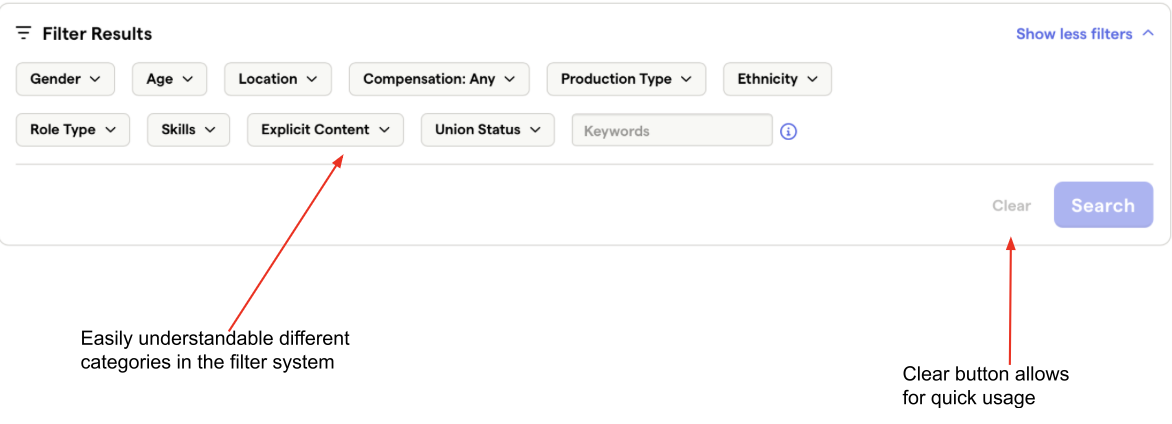 Filter Results
Show less filters
Gender
Age
Location
Compensation: Any
Production Type
Ethnicity
Role Type
Skills
Explicit Content
Union Status
Keywords
Clear
Search
Easily understandable different
categories in the filter system
Clear button allows
for quick usage